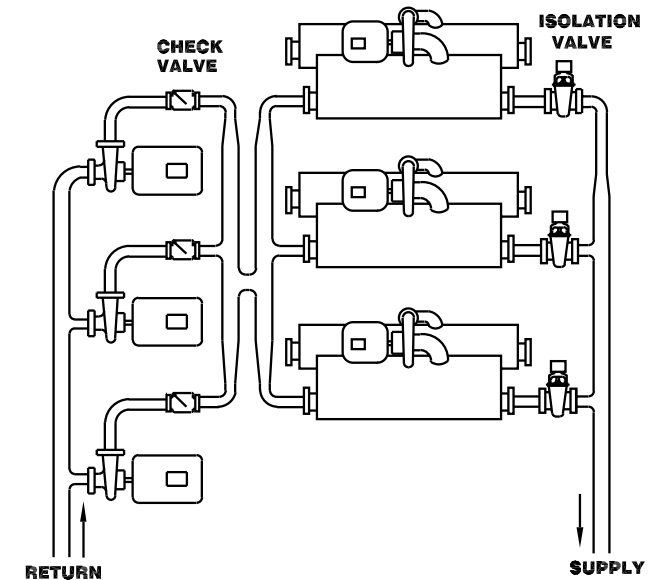 ISOLATION
VALVE
CHECK
VALVE
RETURN
SUPPLY